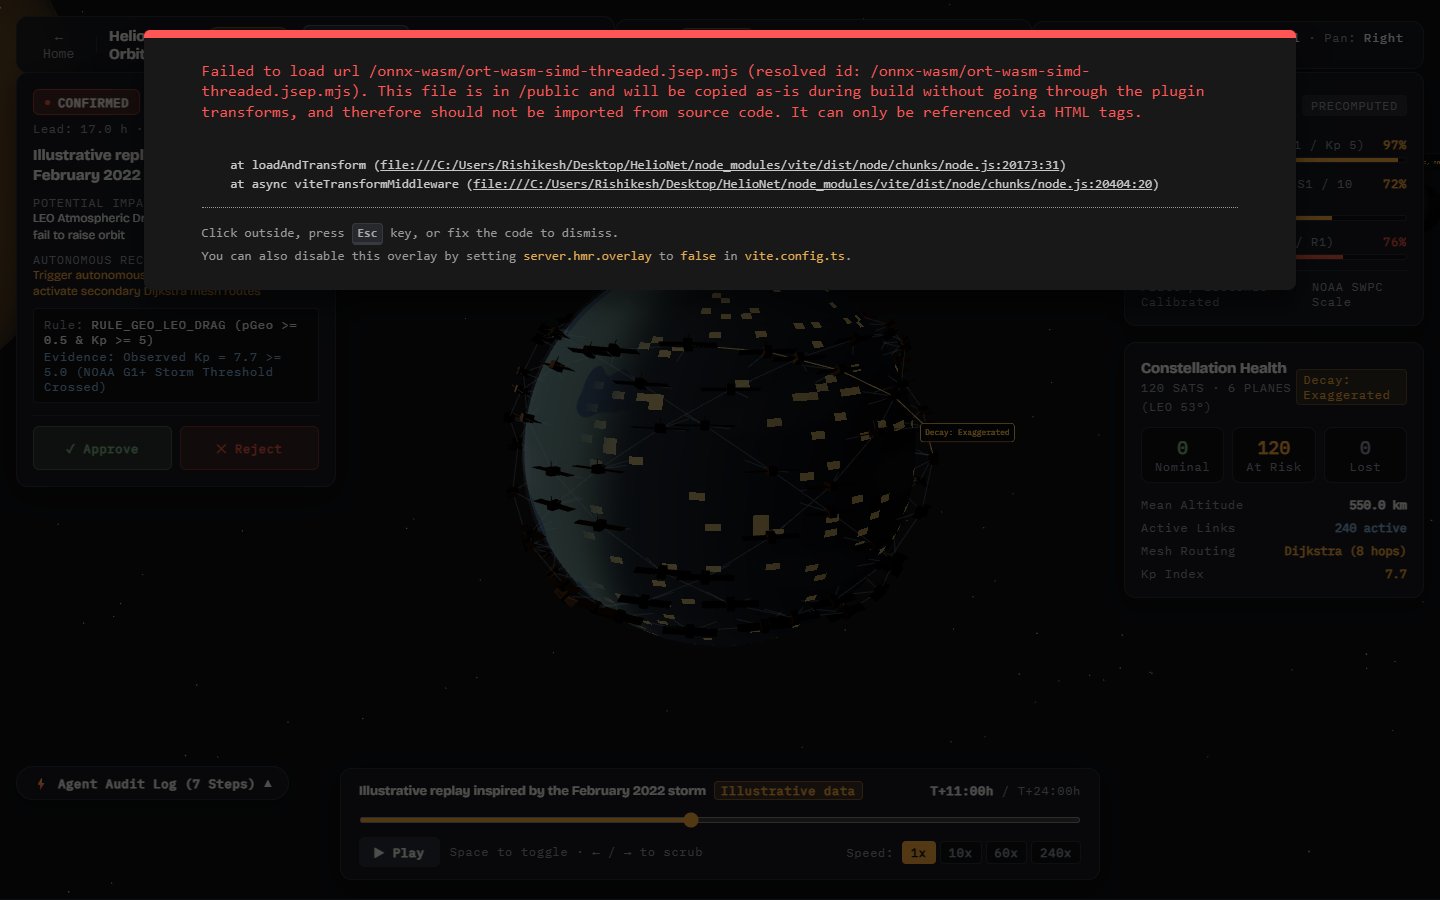 ←
Home
Helio
Orbit
Failed to load url /onnx-wasm/ort-wasm-simd-threaded.jsep.mjs (resolved id: /onnx-wasm/ort-wasm-simd-
threaded.jsep.mjs). This file is in /public and will be copied as-is during build without going through the plugin
transforms, and therefore should not be imported from source code. It can only be referenced via HTML tags.
at loadAndTransform (file:///C:/Users/Rishikesh/Desktop/HelioNet/node_modules/vite/dist/node/chunks/node.js:20173:31)
at async viteTransformMiddleware (file:///C:/Users/Rishikesh/Desktop/HelioNet/node_modules/vite/dist/node/chunks/node.js:20404:20)
Click outside, press Esc key, or fix the code to dismiss.
You can also disable this overlay by setting server.hmr.overlay to false in vite.config.ts.
· Pan: Right
● CONFIRMED
Lead: 17.0 h ·
Illustrative repl
February 2022
POTENTIAL IMPA
LEO Atmospheric Dr
fail to raise orbit
AUTONOMOUS REC
Trigger autonomous
activate secondary Dijkstra mesh routes
Rule: RULE_GEO_LEO_DRAG (pGeo >=
0.5 & Kp >= 5)
Evidence: Observed Kp = 7.7 >=
5.0 (NOAA G1+ Storm Threshold
Crossed)
✓ Approve
✕ Reject
PRECOMPUTED
1 / Kp 5) 97%
S1 / 10 72%
/ R1) 76%
Calibrated
NOAA SWPC
Scale
Constellation Health
120 SATS · 6 PLANES
(LEO 53°)
Decay:
Exaggerated
0
Nominal
120
At Risk
0
Lost
Mean Altitude 550.0 km
Active Links 240 active
Mesh Routing Dijkstra (8 hops)
Kp Index 7.7
Decay: Exaggerated
Agent Audit Log (7 Steps) ▲
Illustrative replay inspired by the February 2022 storm Illustrative data T+11:00h / T+24:00h
▶ Play Space to toggle · ← / → to scrub Speed: 1x 10x 60x 240x